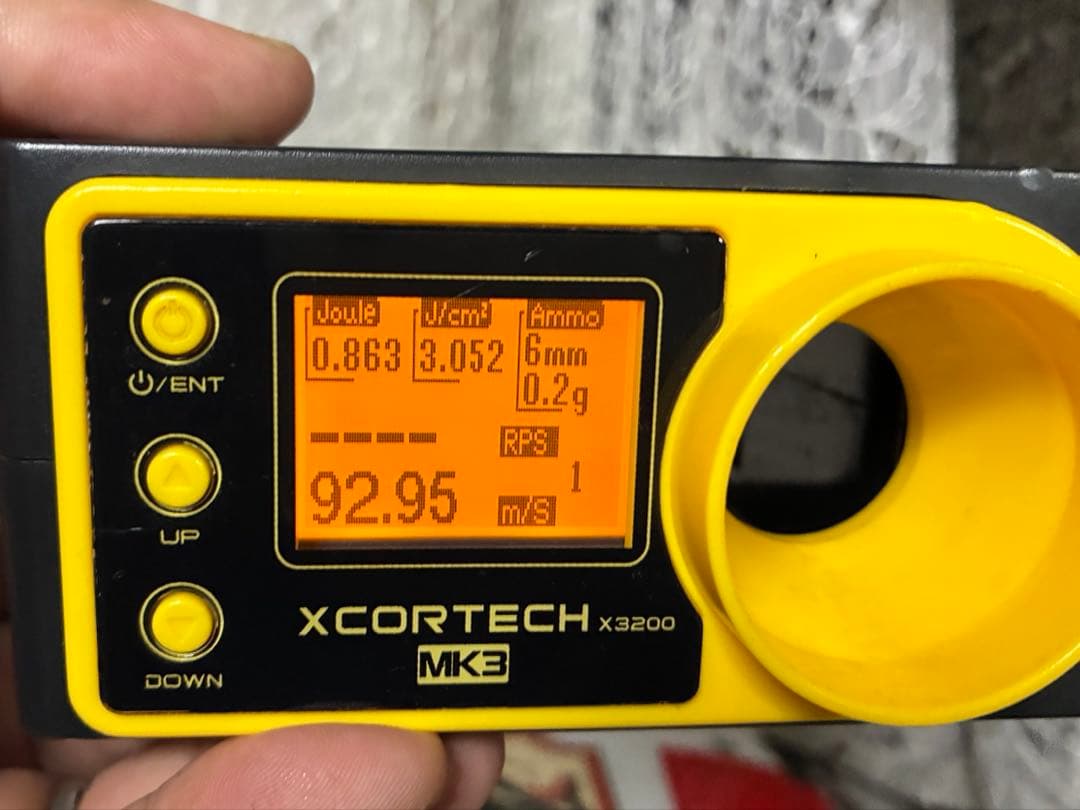 Joule J/cm² Ammo
0.863 3.052 6mm
0.2g
---- RPS
1
92.95 m/S
⏻/ENT
UP
DOWN
XCORTECH X3200
MK3